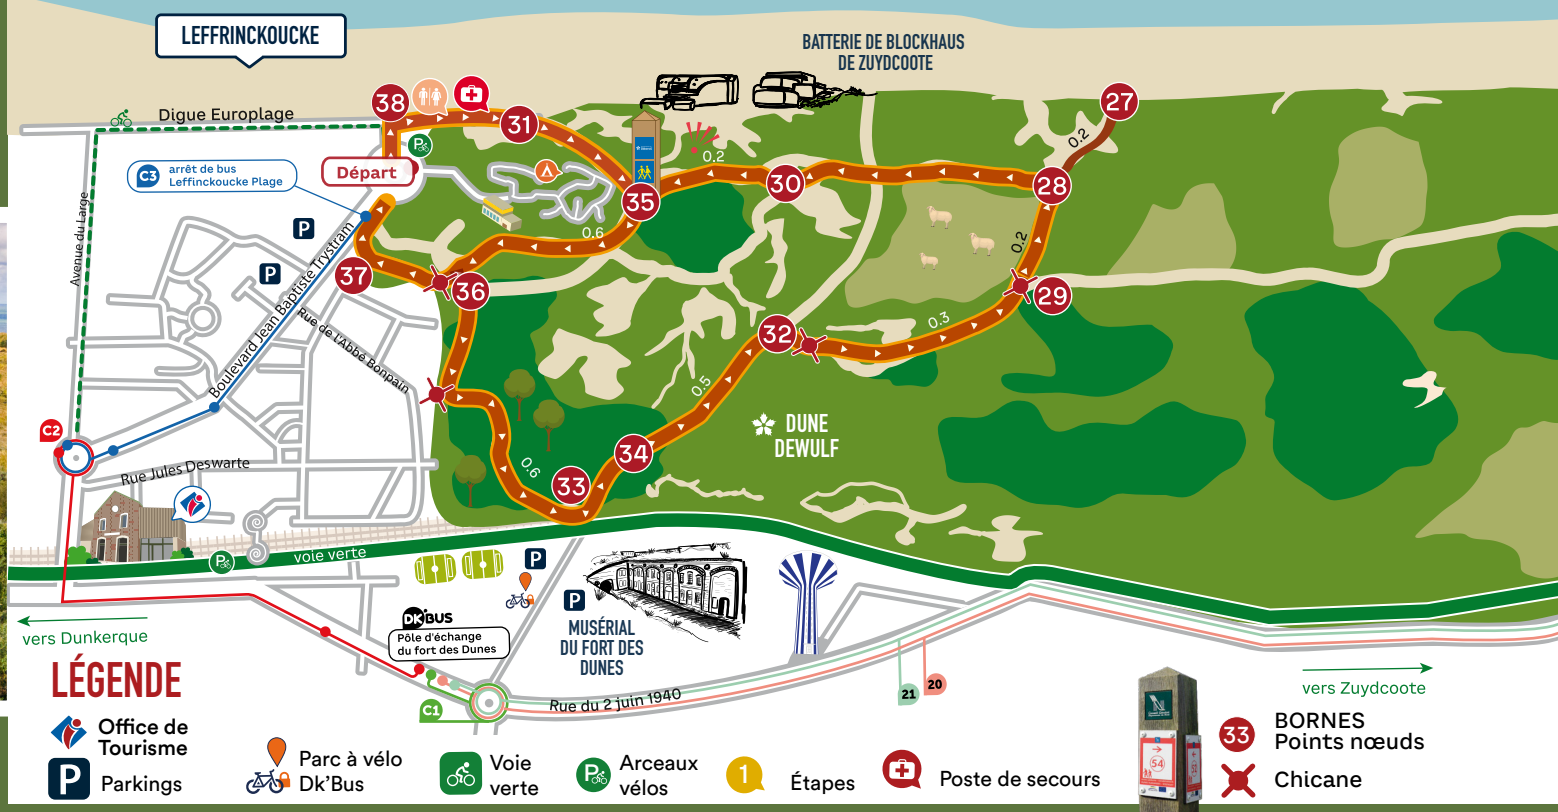 LEFFRINCKOUCKE
BATTERIE DE BLOCKHAUS
DE ZUYDCOOTE
Digue Europlage
38
31
27
0.2
P
C3
arrêt de bus
Leffinckoucke Plage
Départ
0.2
30
28
35
Avenue du Large
P
0.6
0.2
Boulevard Jean Baptiste Trystram
P
37
36
29
Rue de l'Abbé Bonpain
32
0.3
0.5
DUNE
DEWULF
C2
34
Rue Jules Deswarte
0.6
33
voie verte
P
P
P
DK'BUS
Pôle d'échange
du fort des Dunes
MUSÉRIAL
DU FORT DES
DUNES
vers Dunkerque
C1
Rue du 2 juin 1940
21
20
vers Zuydcoote
LÉGENDE
Office de
Tourisme
P
Parkings
Parc à vélo
Dk'Bus
Voie
verte
P
Arceaux
vélos
1
Étapes
Poste de secours
54
33
BORNES
Points nœuds
Chicane